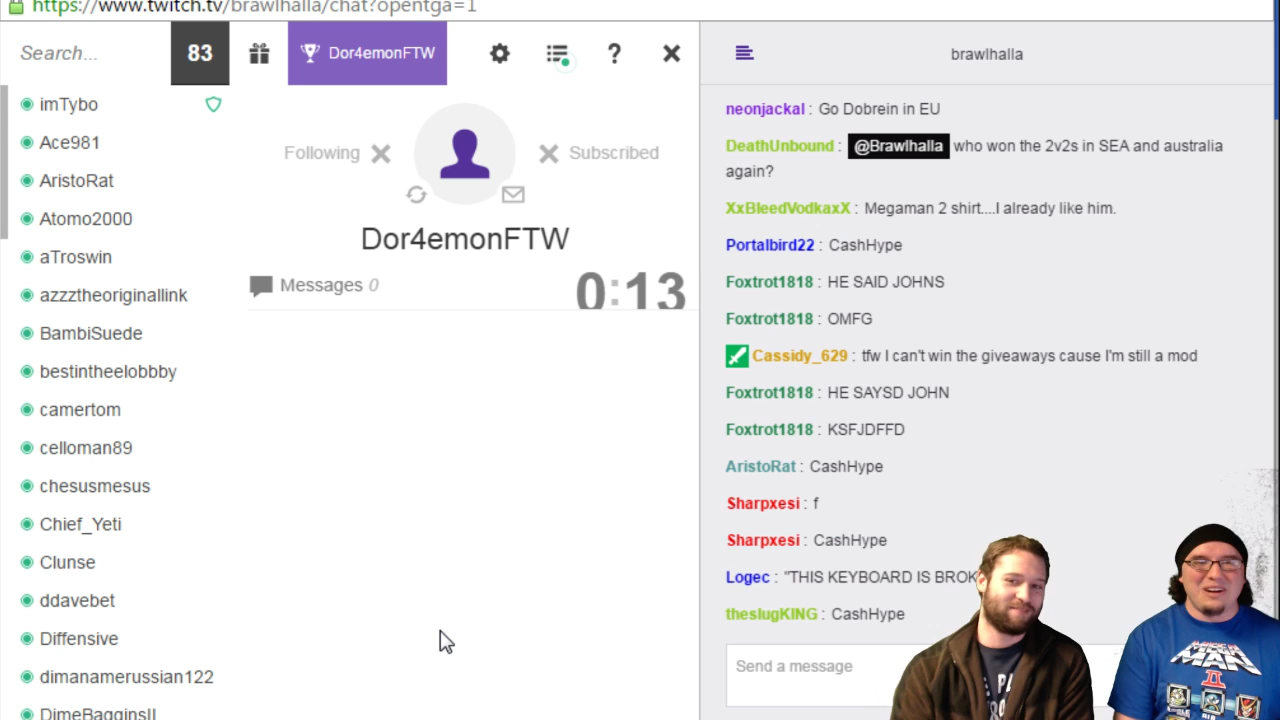 https://www.twitch.tv/brawlhalla/chat?opentga=1
Search...
83
Dor4emonFTW
?
imTybo
Ace981
AristoRat
Atomo2000
aTroswin
azzztheoriginallink
BambiSuede
bestintheelobbby
camertom
celloman89
chesusmesus
Chief_Yeti
Clunse
ddavebet
Diffensive
dimanamerussian122
DimeBagginsII
Following
Subscribed
Dor4emonFTW
Messages 0
0:13
brawlhalla
neonjackal : Go Dobrein in EU
DeathUnbound : @Brawlhalla who won the 2v2s in SEA and australia
again?
XxBleedVodkaxX : Megaman 2 shirt....I already like him.
Portalbird22 : CashHype
Foxtrot1818 : HE SAID JOHNS
Foxtrot1818 : OMFG
Cassidy_629 : tfw I can't win the giveaways cause I'm still a mod
Foxtrot1818 : HE SAYSD JOHN
Foxtrot1818 : KSFJDFFD
AristoRat : CashHype
Sharpxesi : f
Sharpxesi : CashHype
Logec : "THIS KEYBOARD IS BROK
theslugKING : CashHype
Send a message
MAN
II